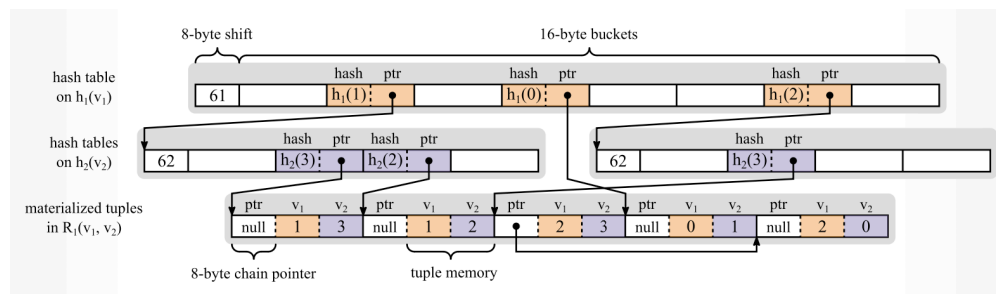 8-byte shift 16-byte buckets
hash table
on h₁(v₁)
hash ptr hash ptr hash ptr
61 h₁(1) h₁(0) h₁(2)
hash tables
on h₂(v₂)
hash ptr hash ptr hash ptr
62 h₂(3) h₂(2) 62 h₂(3)
materialized tuples
in R₁(v₁, v₂)
ptr v₁ v₂ ptr v₁ v₂ ptr v₁ v₂ ptr v₁ v₂ ptr v₁ v₂
null 1 3 null 1 2 2 3 null 0 1 null 2 0
8-byte chain pointer tuple memory